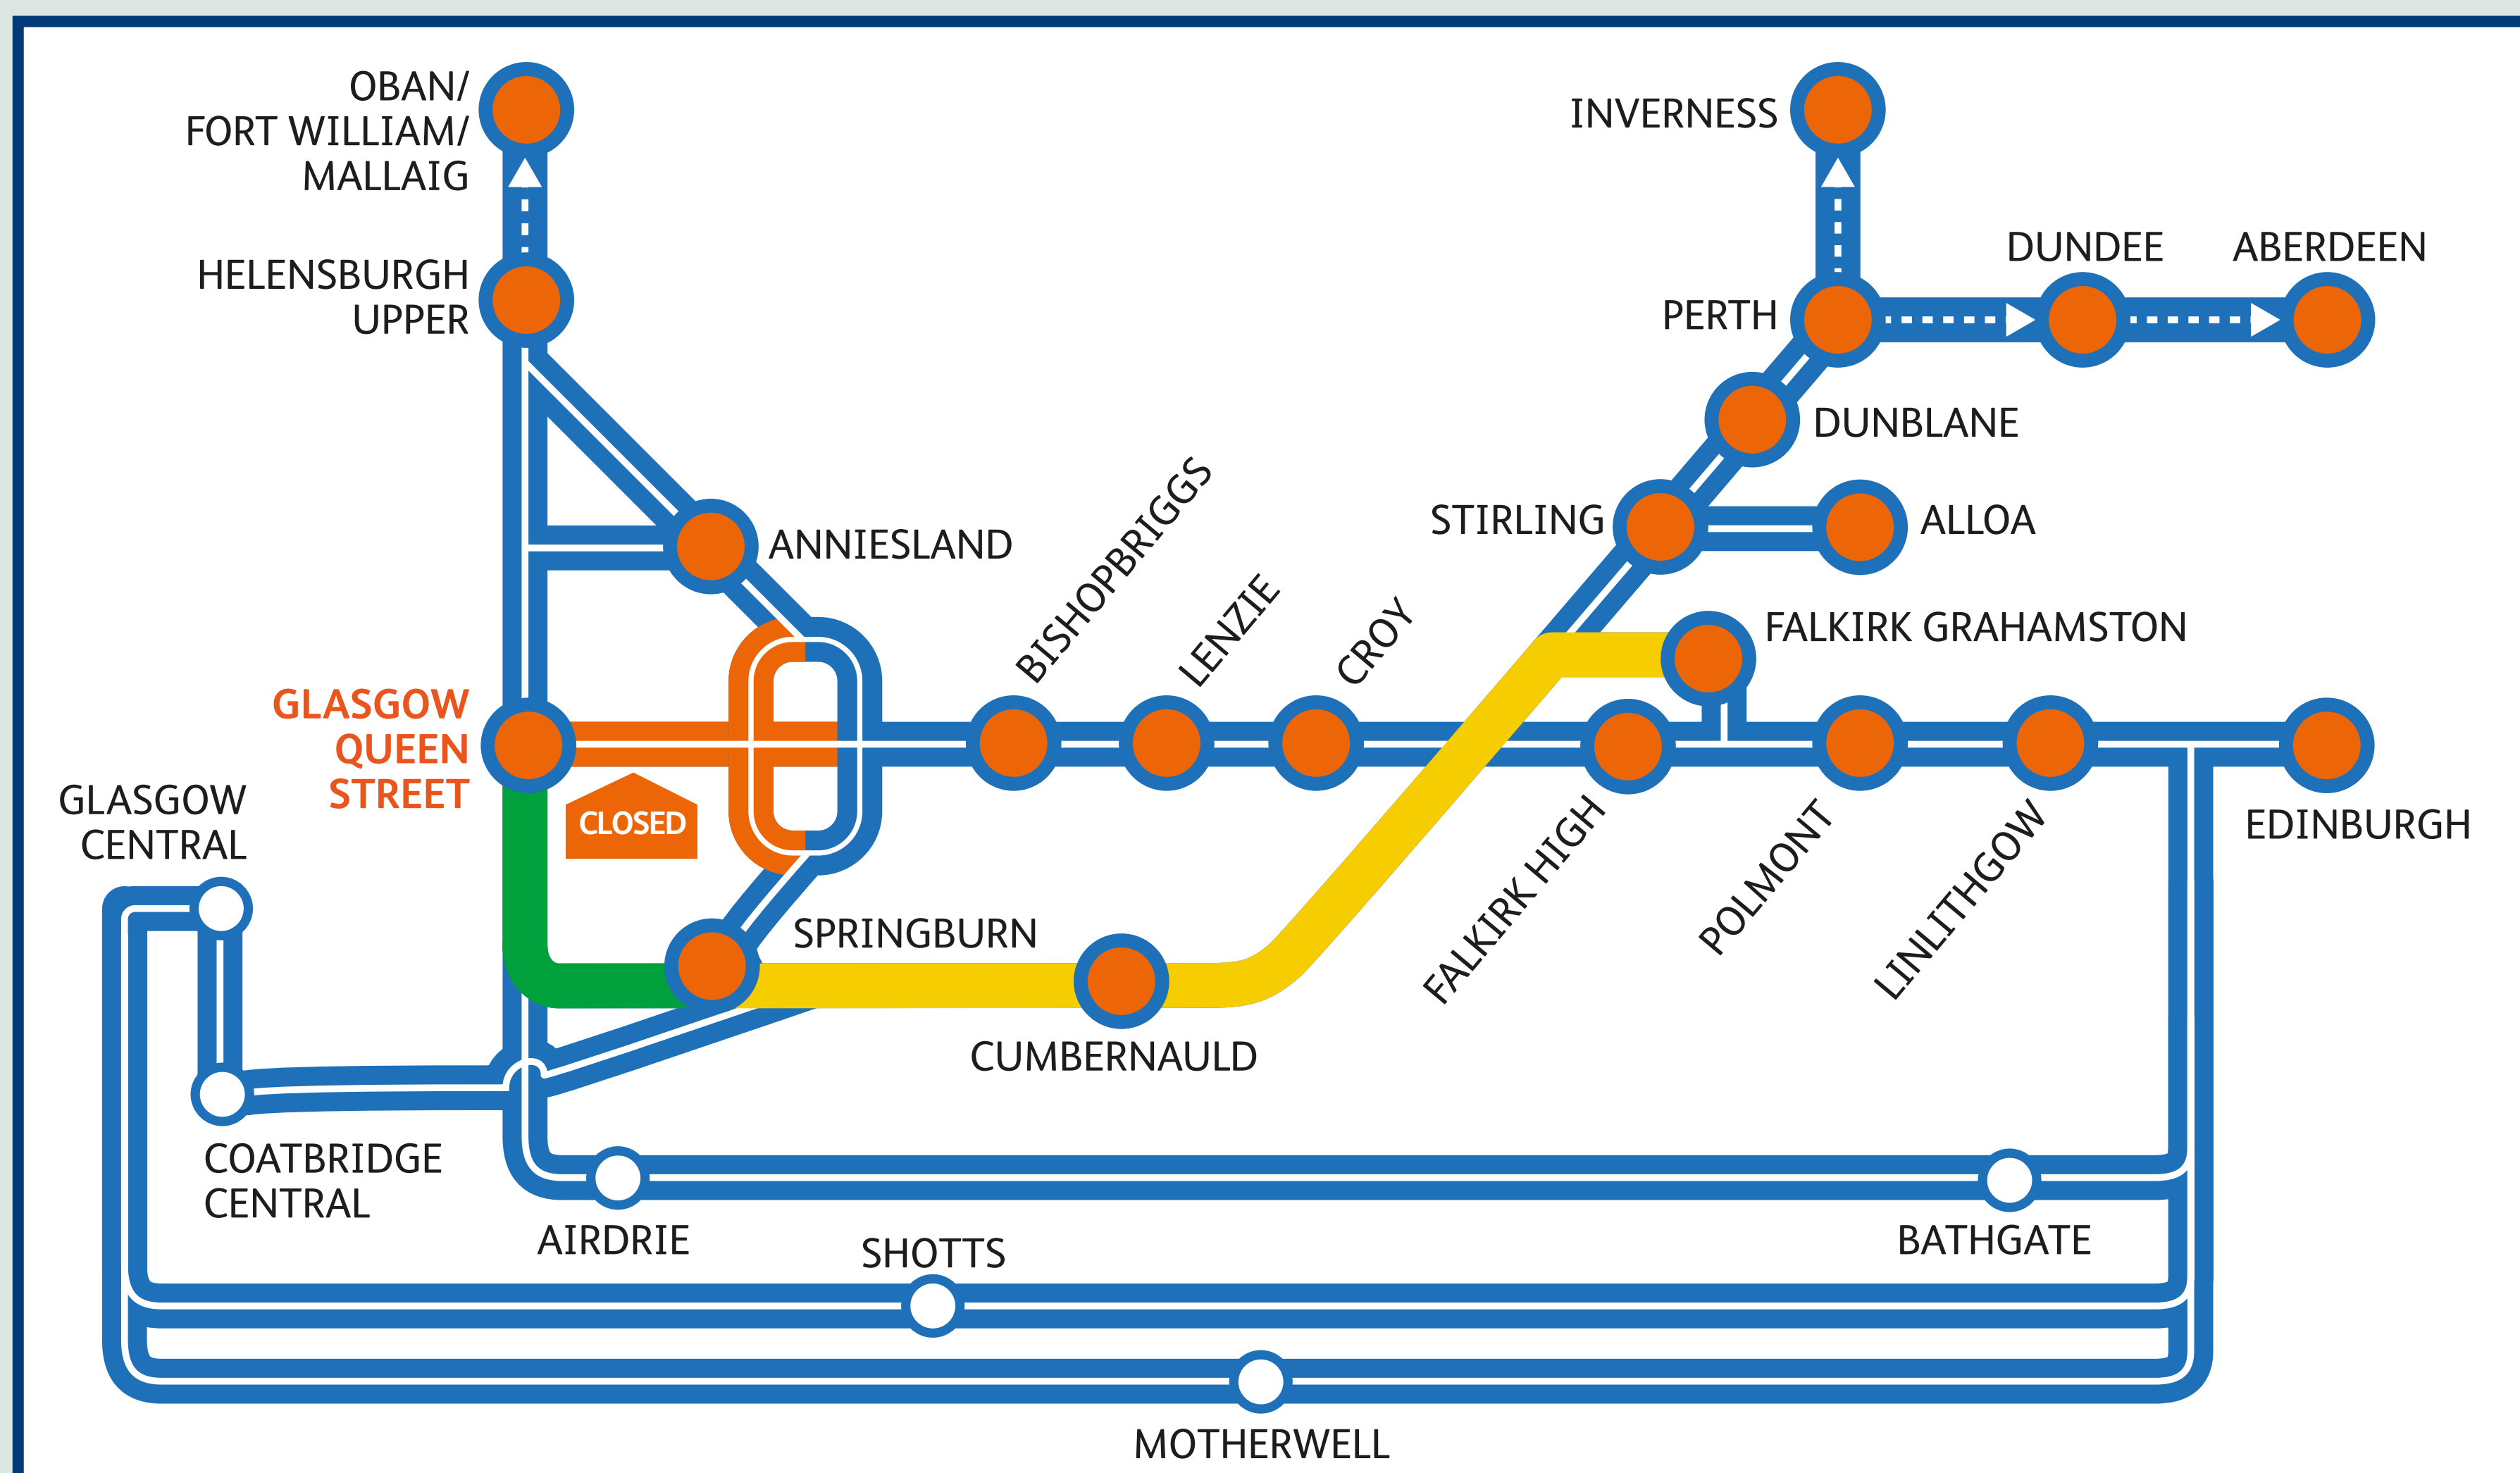 OBAN/
FORT WILLIAM/
MALLAIG
INVERNESS
HELENSBURGH
UPPER
DUNDEE
ABERDEEN
PERTH
DUNBLANE
STIRLING
ALLOA
ANNIESLAND
BISHOPBRIGGS
LENZIE
CROY
FALKIRK GRAHAMSTON
GLASGOW
QUEEN
STREET
CLOSED
GLASGOW
CENTRAL
EDINBURGH
FALKIRK HIGH
POLMONT
LINLITHGOW
SPRINGBURN
CUMBERNAULD
COATBRIDGE
CENTRAL
AIRDRIE
BATHGATE
SHOTTS
MOTHERWELL